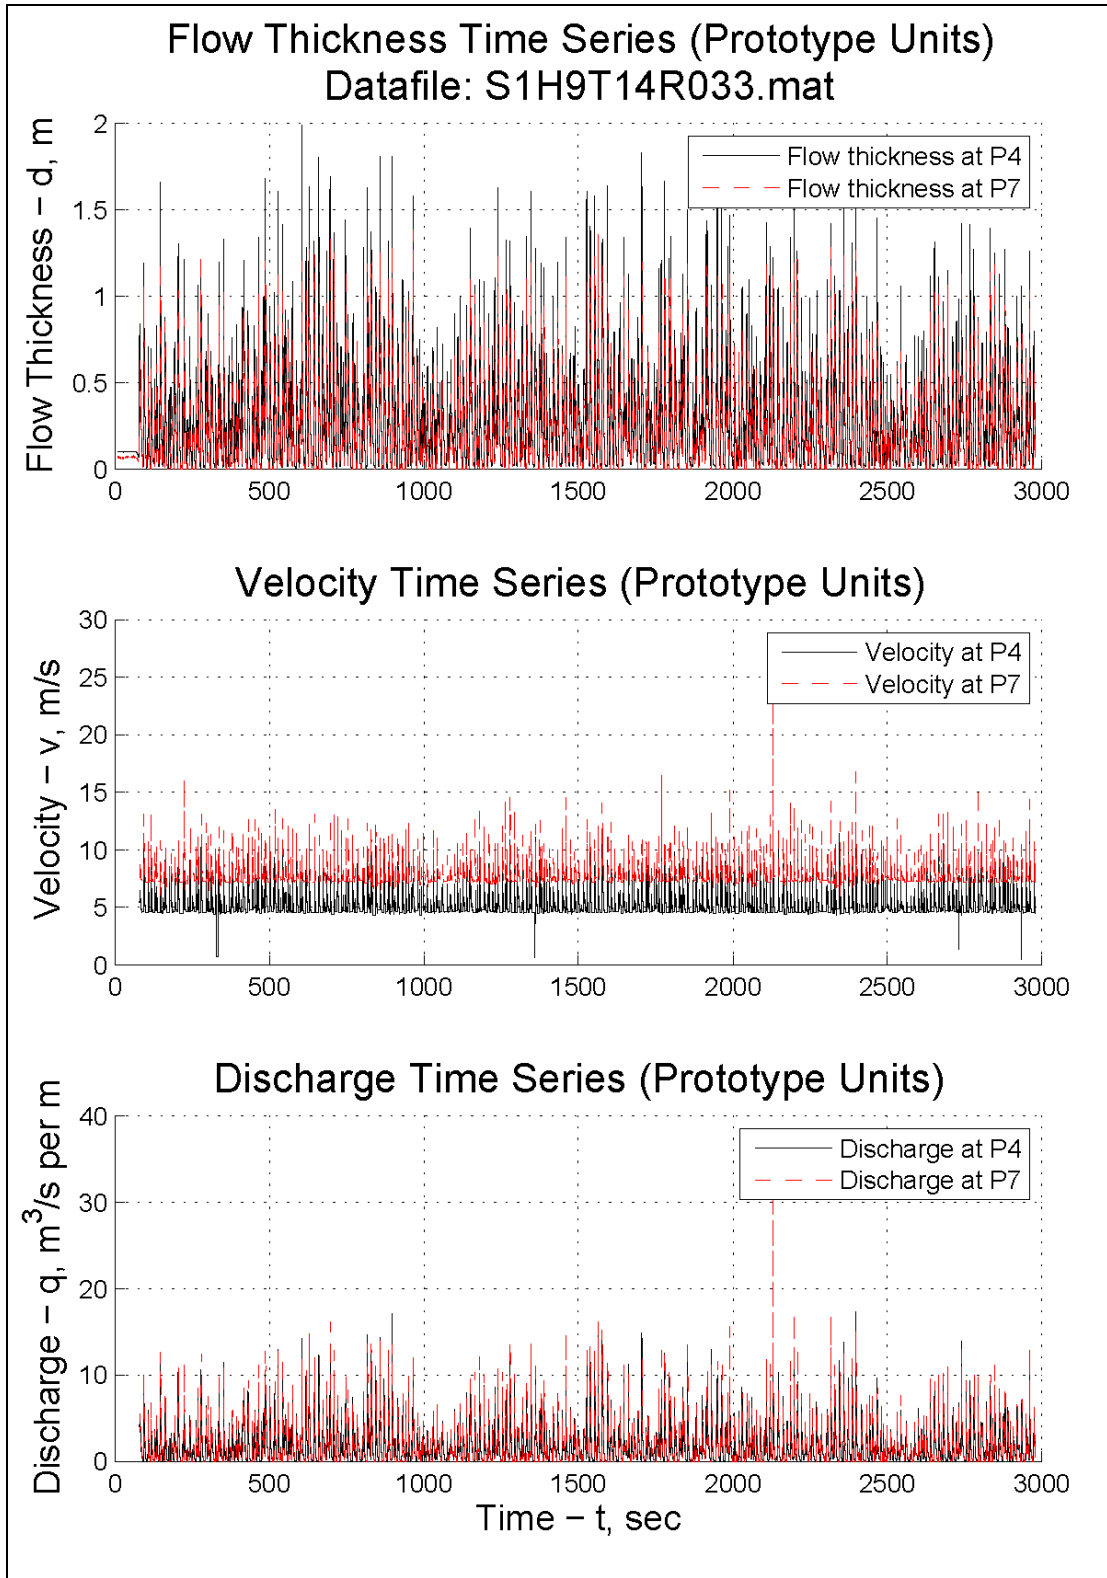 Flow Thickness Time Series (Prototype Units)
Datafile: S1H9T14R033.mat
Flow Thickness − d, m
2
1.5
1
0.5
0
Flow thickness at P4
Flow thickness at P7
0 500 1000 1500 2000 2500 3000
Velocity Time Series (Prototype Units)
Velocity − v, m/s
30
25
20
15
10
5
0
Velocity at P4
Velocity at P7
0 500 1000 1500 2000 2500 3000
Discharge Time Series (Prototype Units)
Discharge − q, m³/s per m
40
30
20
10
0
Discharge at P4
Discharge at P7
0 500 1000 1500 2000 2500 3000
Time − t, sec